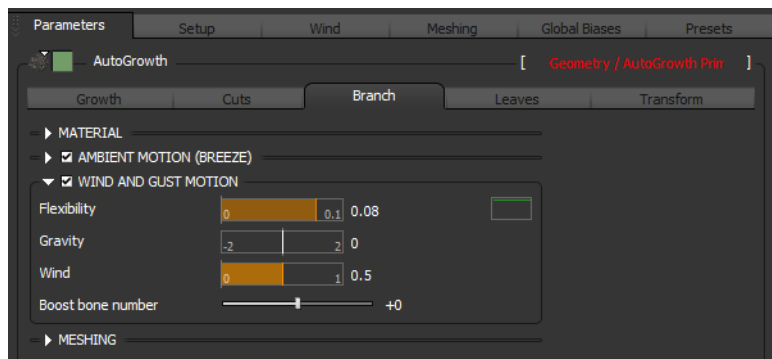 Parameters Setup Wind Meshing Global Biases Presets
AutoGrowth [ Geometry / AutoGrowth Prim ]
Growth Cuts Branch Leaves Transform
MATERIAL
AMBIENT MOTION (BREEZE)
WIND AND GUST MOTION
Flexibility 0 0.1 0.08
Gravity -2 2 0
Wind 0 1 0.5
Boost bone number +0
MESHING